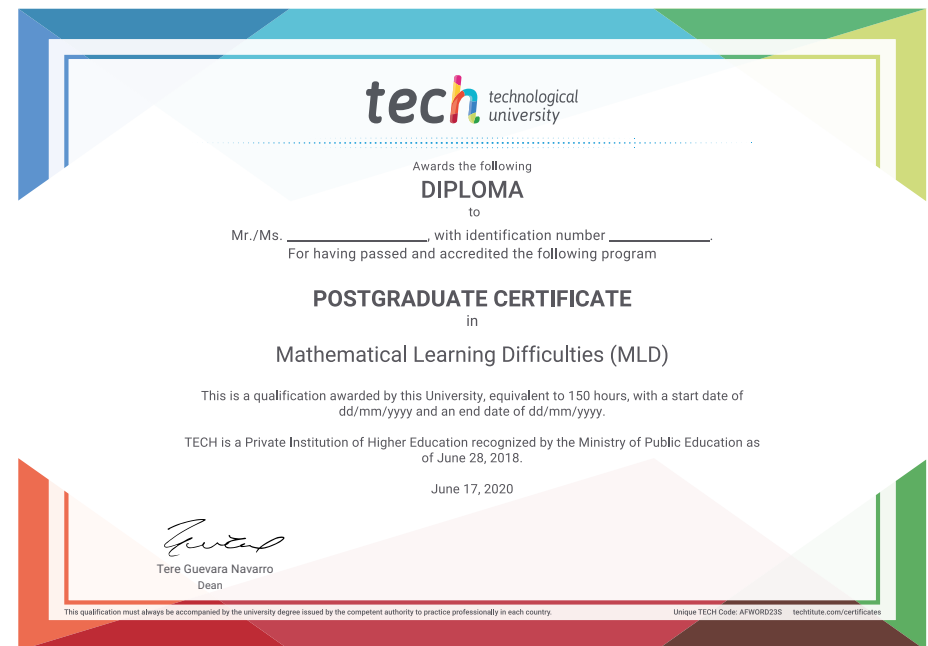 tech technological
university
Awards the following
DIPLOMA
to
Mr./Ms. ____________________, with identification number ______________.
For having passed and accredited the following program
POSTGRADUATE CERTIFICATE
in
Mathematical Learning Difficulties (MLD)
This is a qualification awarded by this University, equivalent to 150 hours, with a start date of
dd/mm/yyyy and an end date of dd/mm/yyyy.
TECH is a Private Institution of Higher Education recognized by the Ministry of Public Education as
of June 28, 2018.
June 17, 2020
Tere Guevara Navarro
Dean
This qualification must always be accompanied by the university degree issued by the competent authority to practice professionally in each country. Unique TECH Code: AFWORD23S techtitute.com/certificates